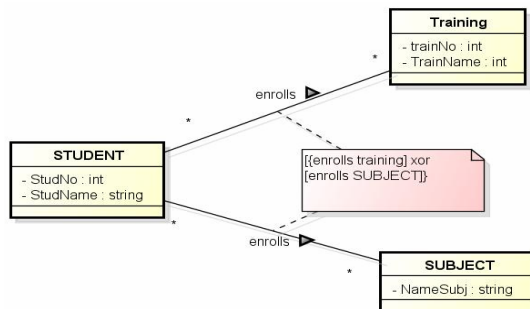 Training
- trainNo : int
- TrainName : int
*
enrolls
*
STUDENT
- StudNo : int
- StudName : string
[{enrolls training] xor
[enrolls SUBJECT]}
*
enrolls
*
SUBJECT
- NameSubj : string